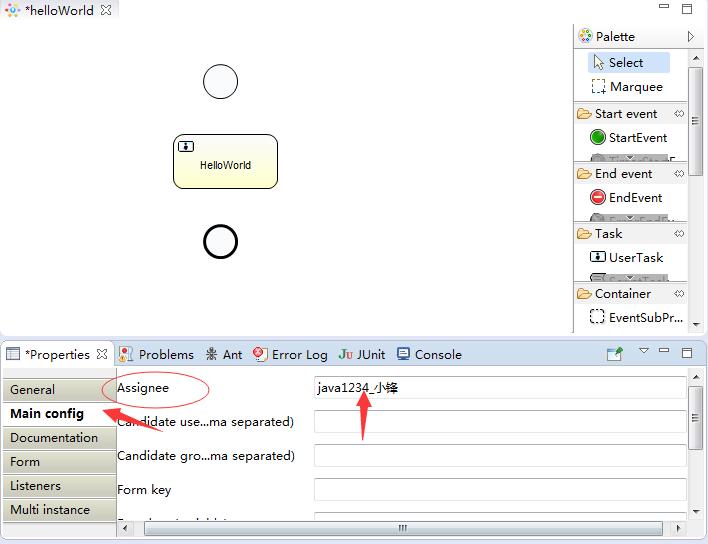 *helloWorld
Palette
Select
Marquee
Start event
StartEvent
End event
EndEvent
Task
UserTask
Container
EventSubPr...
HelloWorld
*Properties
Problems
Ant
Error Log
Ju JUnit
Console
General
Main config
Documentation
Form
Listeners
Multi instance
Assignee
java1234_小锋
Candidate use...ma separated)
Candidate gro...ma separated)
Form key